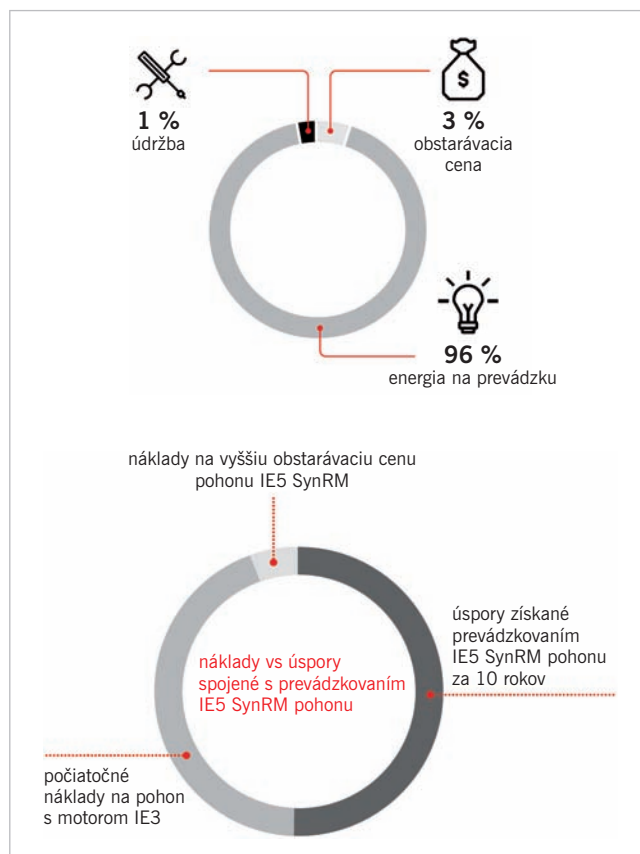 1 %
údržba
$
3 %
obstarávacia
cena
96 %
energia na prevádzku
náklady na vyššiu obstarávaciu cenu
pohonu IE5 SynRM
náklady vs úspory
spojené s prevádzkovaním
IE5 SynRM pohonu
úspory získané
prevádzkovaním
IE5 SynRM pohonu
za 10 rokov
počiatočné
náklady na pohon
s motorom IE3